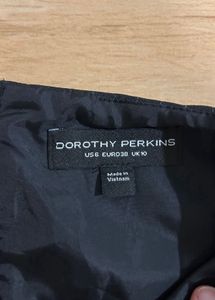 DOROTHY PERKINS
US6 EURO38 UK10
Made in
Vietnam